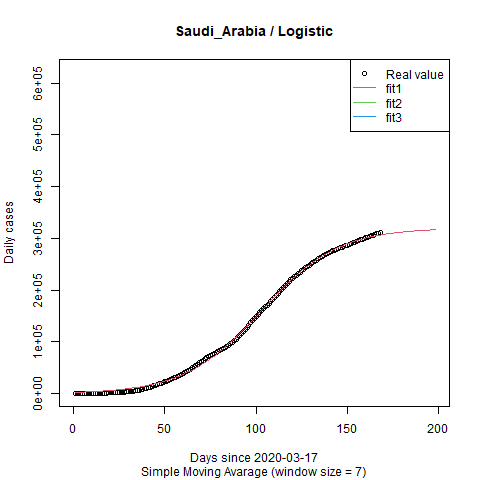 Saudi_Arabia / Logistic
Real value
fit1
fit2
fit3
Daily cases
6e+05
5e+05
4e+05
3e+05
2e+05
1e+05
0e+00
0 50 100 150 200
Days since 2020-03-17
Simple Moving Avarage (window size = 7)